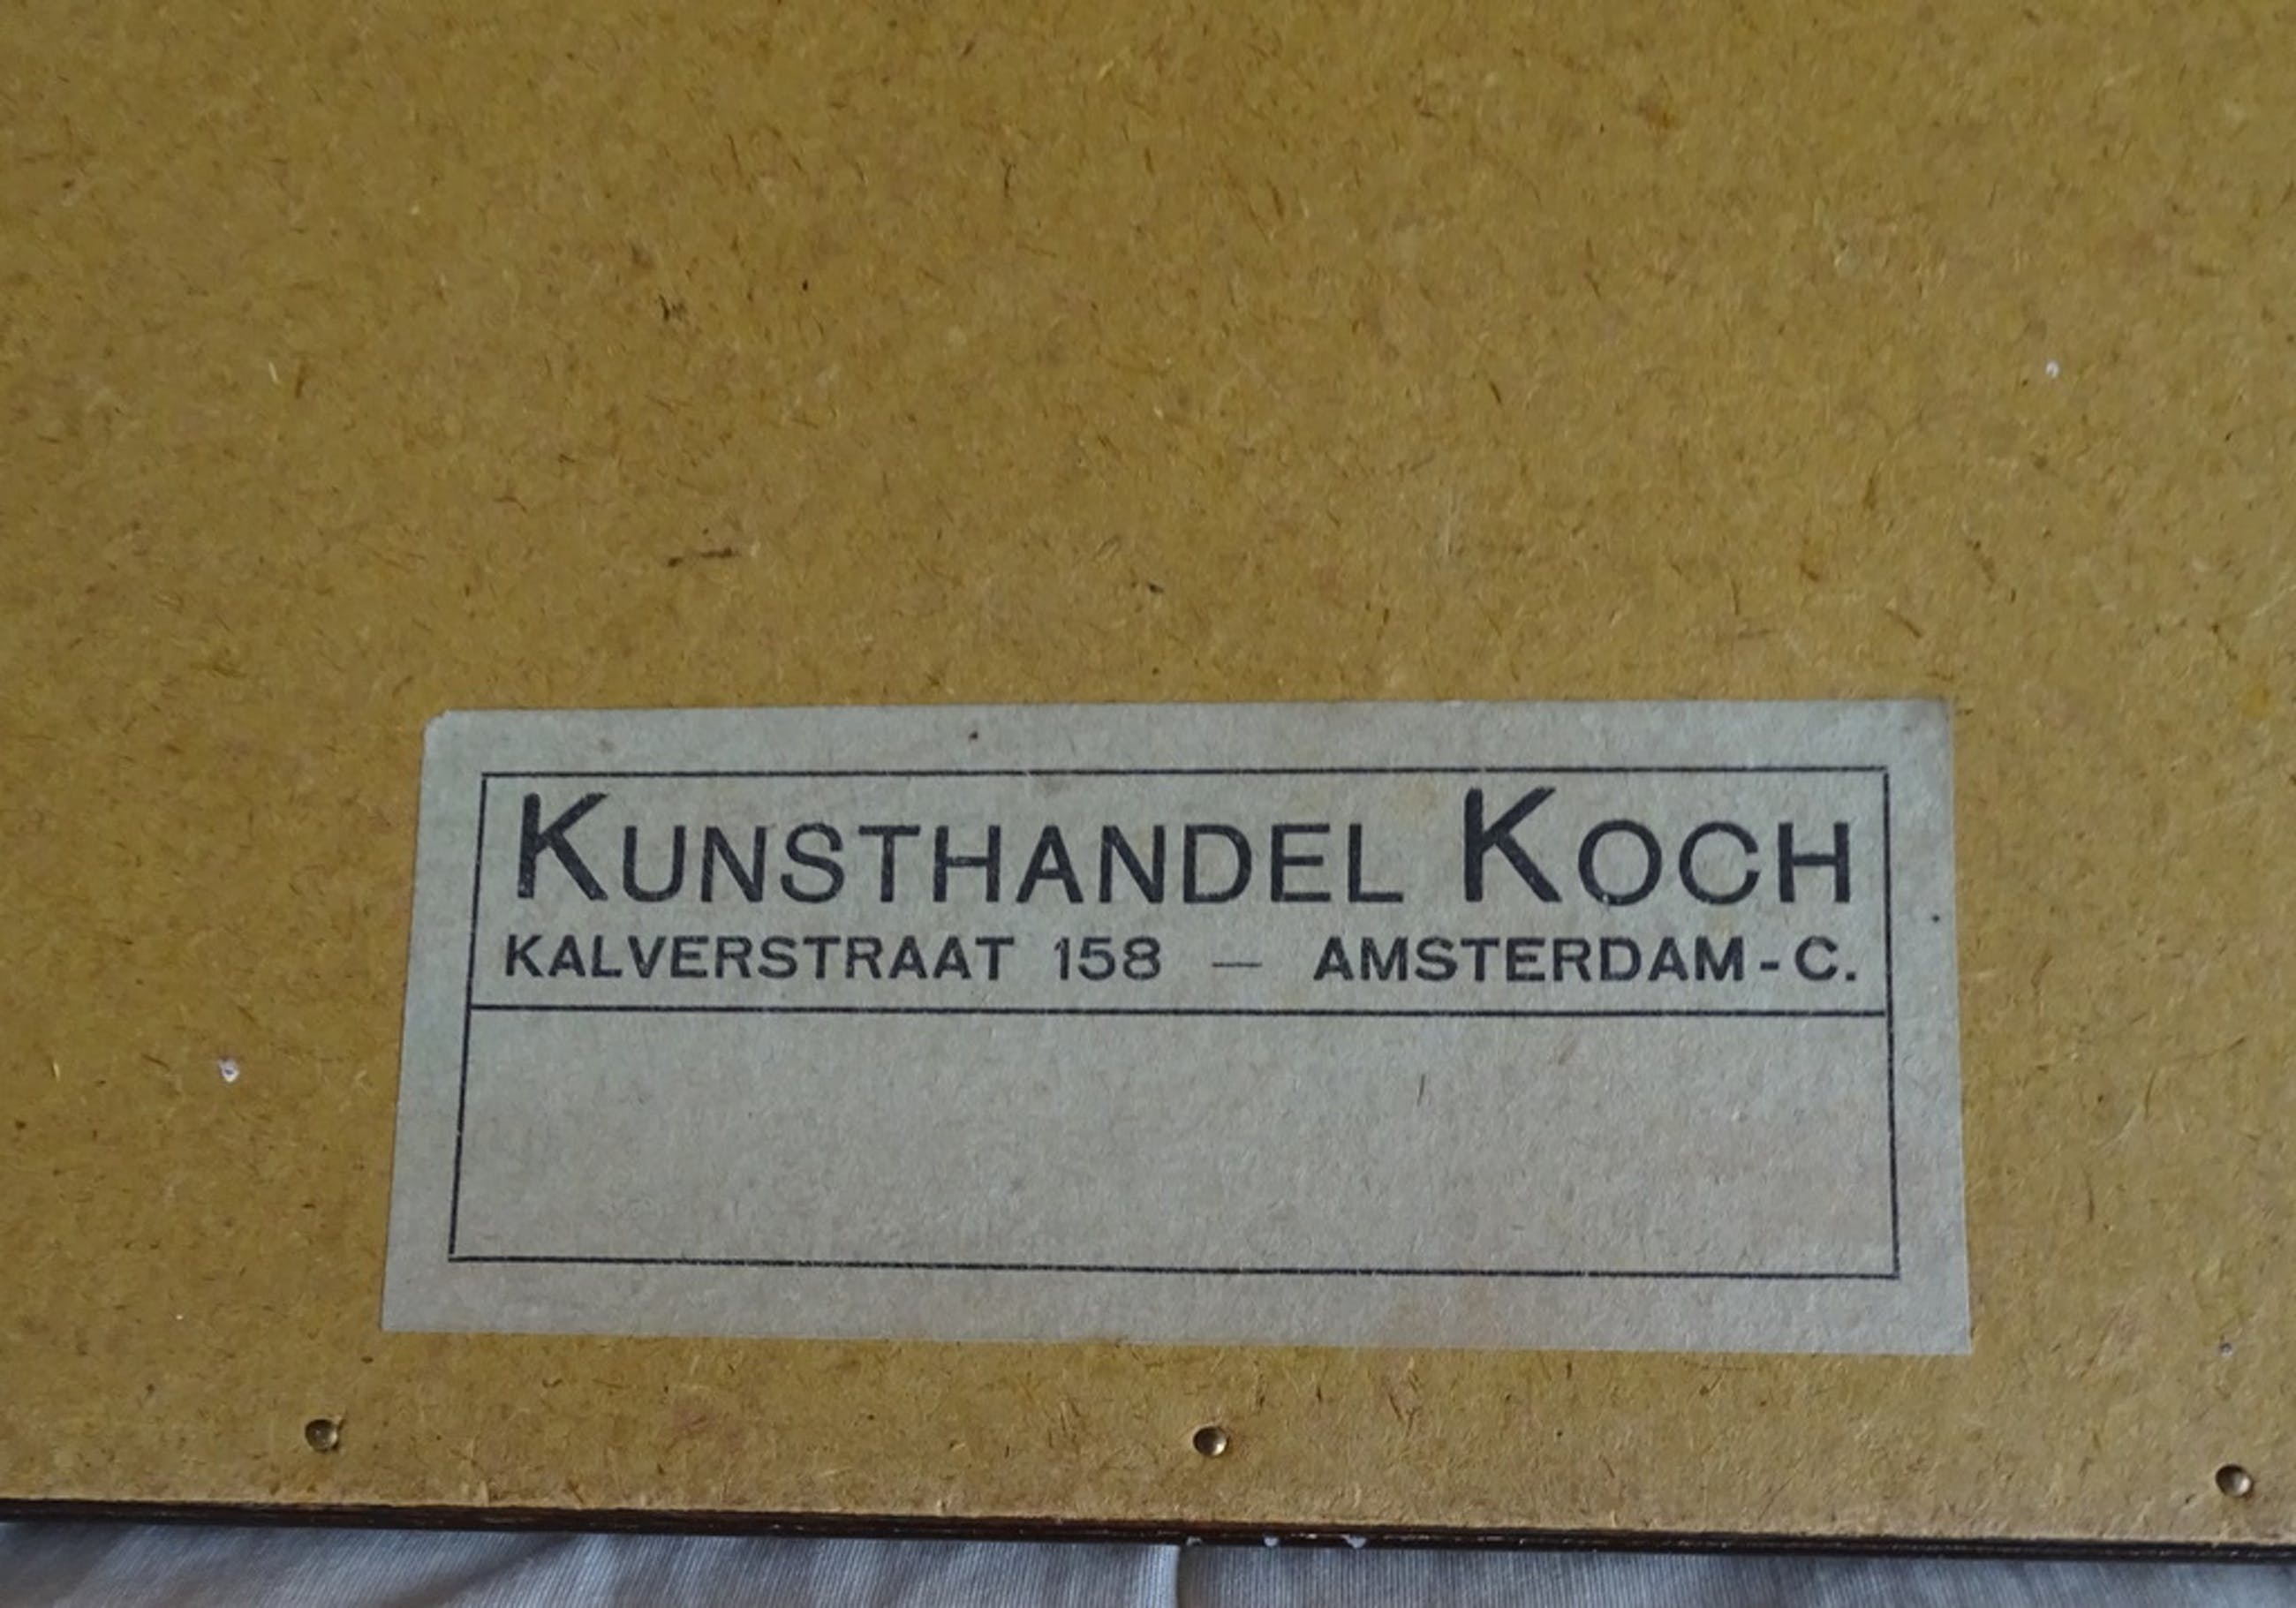 KUNSTHANDEL KOCH
KALVERSTRAAT 158 — AMSTERDAM-C.